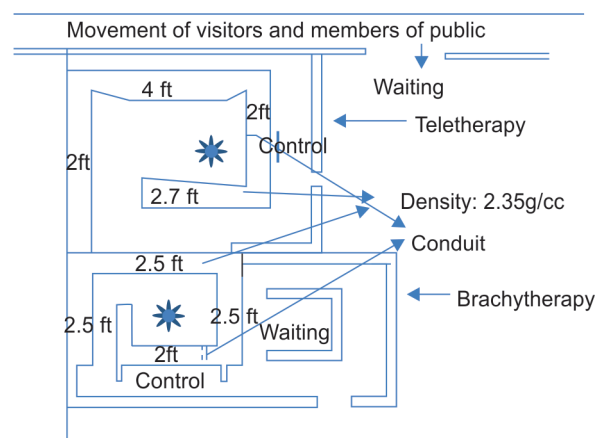 Movement of visitors and members of public
Waiting
4 ft
2ft
Teletherapy
Control
2ft
2.7 ft
Density: 2.35g/cc
Conduit
2.5 ft
Brachytherapy
2.5 ft
2.5 ft
Waiting
2ft
Control